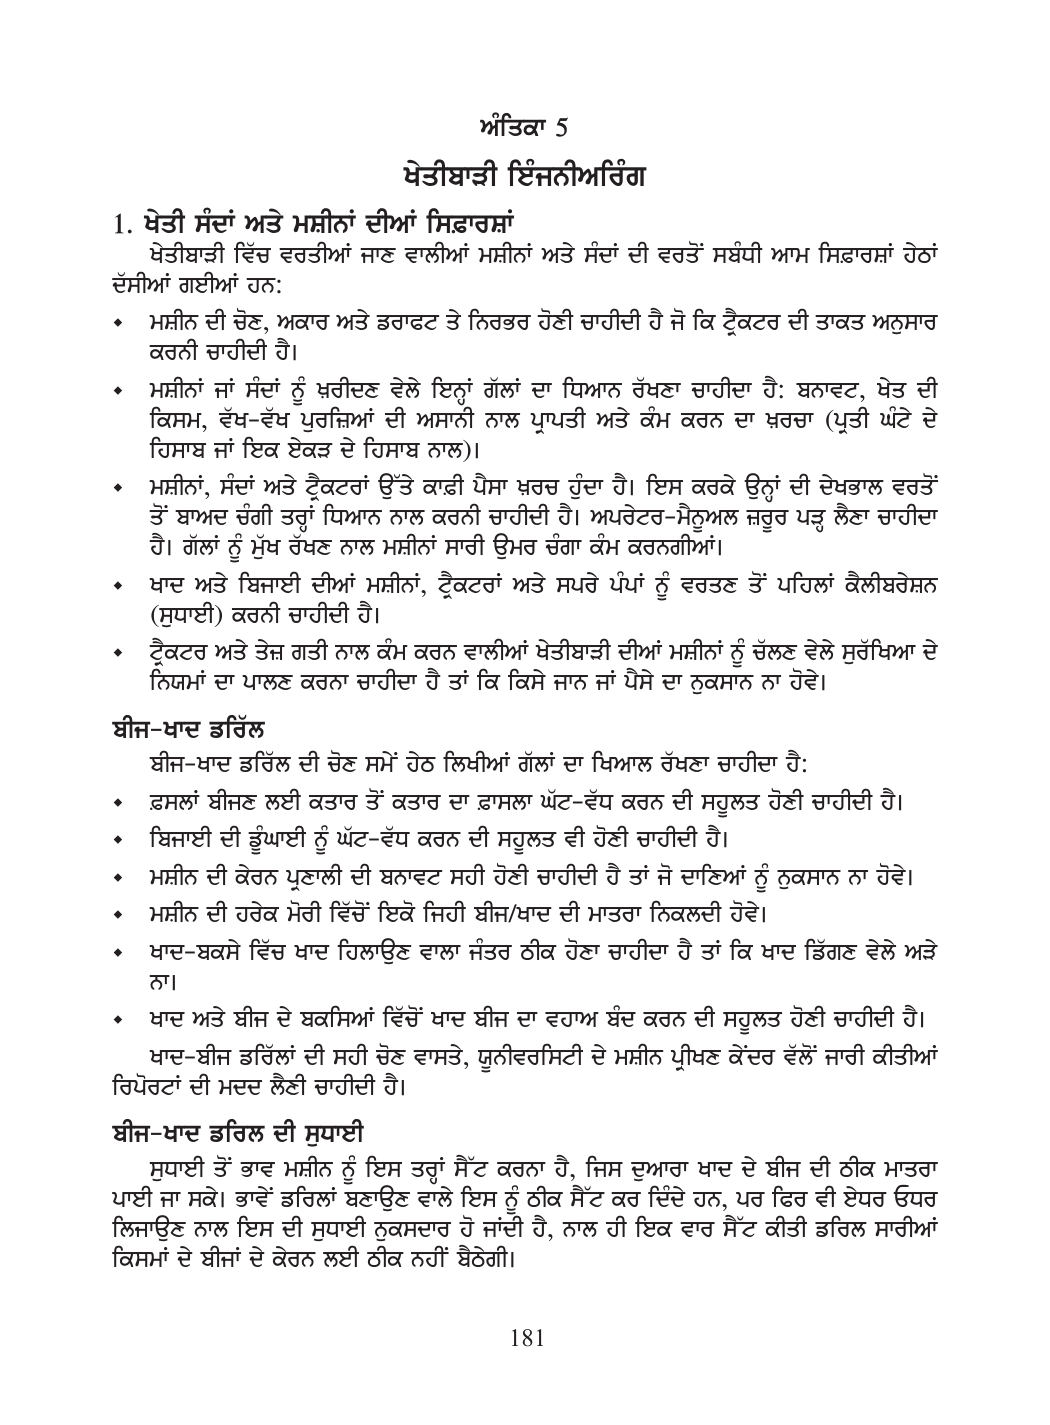 ਅੰਤਿਕਾ 5
ਖੇਤੀਬਾੜੀ ਇੰਜਨੀਅਰਿੰਗ
1. ਖੇਤੀ ਸੰਦਾਂ ਅਤੇ ਮਸ਼ੀਨਾਂ ਦੀਆਂ ਸਿਫ਼ਾਰਸ਼ਾਂ
ਖੇਤੀਬਾੜੀ ਵਿੱਚ ਵਰਤੀਆਂ ਜਾਣ ਵਾਲੀਆਂ ਮਸ਼ੀਨਾਂ ਅਤੇ ਸੰਦਾਂ ਦੀ ਵਰਤੋਂ ਸਬੰਧੀ ਆਮ ਸਿਫ਼ਾਰਸ਼ਾਂ ਹੇਠਾਂ
ਦੱਸੀਆਂ ਗਈਆਂ ਹਨ:
⬩ ਮਸ਼ੀਨ ਦੀ ਚੋਣ, ਅਕਾਰ ਅਤੇ ਡਰਾਫਟ ਤੇ ਨਿਰਭਰ ਹੋਣੀ ਚਾਹੀਦੀ ਹੈ ਜੋ ਕਿ ਟ੍ਰੈਕਟਰ ਦੀ ਤਾਕਤ ਅਨੁਸਾਰ
ਕਰਨੀ ਚਾਹੀਦੀ ਹੈ।
⬩ ਮਸ਼ੀਨਾਂ ਜਾਂ ਸੰਦਾਂ ਨੂੰ ਖ਼ਰੀਦਣ ਵੇਲੇ ਇਨ੍ਹਾਂ ਗੱਲਾਂ ਦਾ ਧਿਆਨ ਰੱਖਣਾ ਚਾਹੀਦਾ ਹੈ: ਬਨਾਵਟ, ਖੇਤ ਦੀ
ਕਿਸਮ, ਵੱਖ-ਵੱਖ ਪੁਰਜ਼ਿਆਂ ਦੀ ਅਸਾਨੀ ਨਾਲ ਪ੍ਰਾਪਤੀ ਅਤੇ ਕੰਮ ਕਰਨ ਦਾ ਖ਼ਰਚਾ (ਪ੍ਰਤੀ ਘੰਟੇ ਦੇ
ਹਿਸਾਬ ਜਾਂ ਇਕ ਏਕੜ ਦੇ ਹਿਸਾਬ ਨਾਲ)।
⬩ ਮਸ਼ੀਨਾਂ, ਸੰਦਾਂ ਅਤੇ ਟ੍ਰੈਕਟਰਾਂ ਉੱਤੇ ਕਾਫ਼ੀ ਪੈਸਾ ਖ਼ਰਚ ਹੁੰਦਾ ਹੈ। ਇਸ ਕਰਕੇ ਉਨ੍ਹਾਂ ਦੀ ਦੇਖਭਾਲ ਵਰਤੋਂ
ਤੋਂ ਬਾਅਦ ਚੰਗੀ ਤਰ੍ਹਾਂ ਧਿਆਨ ਨਾਲ ਕਰਨੀ ਚਾਹੀਦੀ ਹੈ। ਅਪਰੇਟਰ-ਮੈਨੂਅਲ ਜ਼ਰੂਰ ਪੜ੍ਹ ਲੈਣਾ ਚਾਹੀਦਾ
ਹੈ। ਗੱਲਾਂ ਨੂੰ ਮੁੱਖ ਰੱਖਣ ਨਾਲ ਮਸ਼ੀਨਾਂ ਸਾਰੀ ਉਮਰ ਚੰਗਾ ਕੰਮ ਕਰਨਗੀਆਂ।
⬩ ਖਾਦ ਅਤੇ ਬਿਜਾਈ ਦੀਆਂ ਮਸ਼ੀਨਾਂ, ਟ੍ਰੈਕਟਰਾਂ ਅਤੇ ਸਪਰੇ ਪੰਪਾਂ ਨੂੰ ਵਰਤਣ ਤੋਂ ਪਹਿਲਾਂ ਕੈਲੀਬਰੇਸ਼ਨ
(ਸੁਧਾਈ) ਕਰਨੀ ਚਾਹੀਦੀ ਹੈ।
⬩ ਟ੍ਰੈਕਟਰ ਅਤੇ ਤੇਜ਼ ਗਤੀ ਨਾਲ ਕੰਮ ਕਰਨ ਵਾਲੀਆਂ ਖੇਤੀਬਾੜੀ ਦੀਆਂ ਮਸ਼ੀਨਾਂ ਨੂੰ ਚੱਲਣ ਵੇਲੇ ਸੁਰੱਖਿਆ ਦੇ
ਨਿਯਮਾਂ ਦਾ ਪਾਲਣ ਕਰਨਾ ਚਾਹੀਦਾ ਹੈ ਤਾਂ ਕਿ ਕਿਸੇ ਜਾਨ ਜਾਂ ਪੈਸੇ ਦਾ ਨੁਕਸਾਨ ਨਾ ਹੋਵੇ।
ਬੀਜ-ਖਾਦ ਡਰਿੱਲ
ਬੀਜ-ਖਾਦ ਡਰਿੱਲ ਦੀ ਚੋਣ ਸਮੇਂ ਹੇਠ ਲਿਖੀਆਂ ਗੱਲਾਂ ਦਾ ਖਿਆਲ ਰੱਖਣਾ ਚਾਹੀਦਾ ਹੈ:
⬩ ਫ਼ਸਲਾਂ ਬੀਜਣ ਲਈ ਕਤਾਰ ਤੋਂ ਕਤਾਰ ਦਾ ਫ਼ਾਸਲਾ ਘੱਟ-ਵੱਧ ਕਰਨ ਦੀ ਸਹੂਲਤ ਹੋਣੀ ਚਾਹੀਦੀ ਹੈ।
⬩ ਬਿਜਾਈ ਦੀ ਡੂੰਘਾਈ ਨੂੰ ਘੱਟ-ਵੱਧ ਕਰਨ ਦੀ ਸਹੂਲਤ ਵੀ ਹੋਣੀ ਚਾਹੀਦੀ ਹੈ।
⬩ ਮਸ਼ੀਨ ਦੀ ਕੇਰਨ ਪ੍ਰਣਾਲੀ ਦੀ ਬਨਾਵਟ ਸਹੀ ਹੋਣੀ ਚਾਹੀਦੀ ਹੈ ਤਾਂ ਜੋ ਦਾਣਿਆਂ ਨੂੰ ਨੁਕਸਾਨ ਨਾ ਹੋਵੇ।
⬩ ਮਸ਼ੀਨ ਦੀ ਹਰੇਕ ਮੋਰੀ ਵਿੱਚੋਂ ਇਕੋ ਜਿਹੀ ਬੀਜ/ਖਾਦ ਦੀ ਮਾਤਰਾ ਨਿਕਲਦੀ ਹੋਵੇ।
⬩ ਖਾਦ-ਬਕਸੇ ਵਿੱਚ ਖਾਦ ਹਿਲਾਉਣ ਵਾਲਾ ਜੰਤਰ ਠੀਕ ਹੋਣਾ ਚਾਹੀਦਾ ਹੈ ਤਾਂ ਕਿ ਖਾਦ ਡਿੱਗਣ ਵੇਲੇ ਅੜੇ
ਨਾ।
⬩ ਖਾਦ ਅਤੇ ਬੀਜ ਦੇ ਬਕਸਿਆਂ ਵਿੱਚੋਂ ਖਾਦ ਬੀਜ ਦਾ ਵਹਾਅ ਬੰਦ ਕਰਨ ਦੀ ਸਹੂਲਤ ਹੋਣੀ ਚਾਹੀਦੀ ਹੈ।
ਖਾਦ-ਬੀਜ ਡਰਿੱਲਾਂ ਦੀ ਸਹੀ ਚੋਣ ਵਾਸਤੇ, ਯੂਨੀਵਰਸਿਟੀ ਦੇ ਮਸ਼ੀਨ ਪ੍ਰੀਖਣ ਕੇਂਦਰ ਵੱਲੋਂ ਜਾਰੀ ਕੀਤੀਆਂ
ਰਿਪੋਰਟਾਂ ਦੀ ਮਦਦ ਲੈਣੀ ਚਾਹੀਦੀ ਹੈ।
ਬੀਜ-ਖਾਦ ਡਰਿਲ ਦੀ ਸੁਧਾਈ
ਸੁਧਾਈ ਤੋਂ ਭਾਵ ਮਸ਼ੀਨ ਨੂੰ ਇਸ ਤਰ੍ਹਾਂ ਸੈੱਟ ਕਰਨਾ ਹੈ, ਜਿਸ ਦੁਆਰਾ ਖਾਦ ਦੇ ਬੀਜ ਦੀ ਠੀਕ ਮਾਤਰਾ
ਪਾਈ ਜਾ ਸਕੇ। ਭਾਵੇਂ ਡਰਿਲਾਂ ਬਣਾਉਣ ਵਾਲੇ ਇਸ ਨੂੰ ਠੀਕ ਸੈੱਟ ਕਰ ਦਿੰਦੇ ਹਨ, ਪਰ ਫਿਰ ਵੀ ਏਧਰ ਓਧਰ
ਲਿਜਾਉਣ ਨਾਲ ਇਸ ਦੀ ਸੁਧਾਈ ਨੁਕਸਦਾਰ ਹੋ ਜਾਂਦੀ ਹੈ, ਨਾਲ ਹੀ ਇਕ ਵਾਰ ਸੈੱਟ ਕੀਤੀ ਡਰਿਲ ਸਾਰੀਆਂ
ਕਿਸਮਾਂ ਦੇ ਬੀਜਾਂ ਦੇ ਕੇਰਨ ਲਈ ਠੀਕ ਨਹੀਂ ਬੈਠੇਗੀ।
181